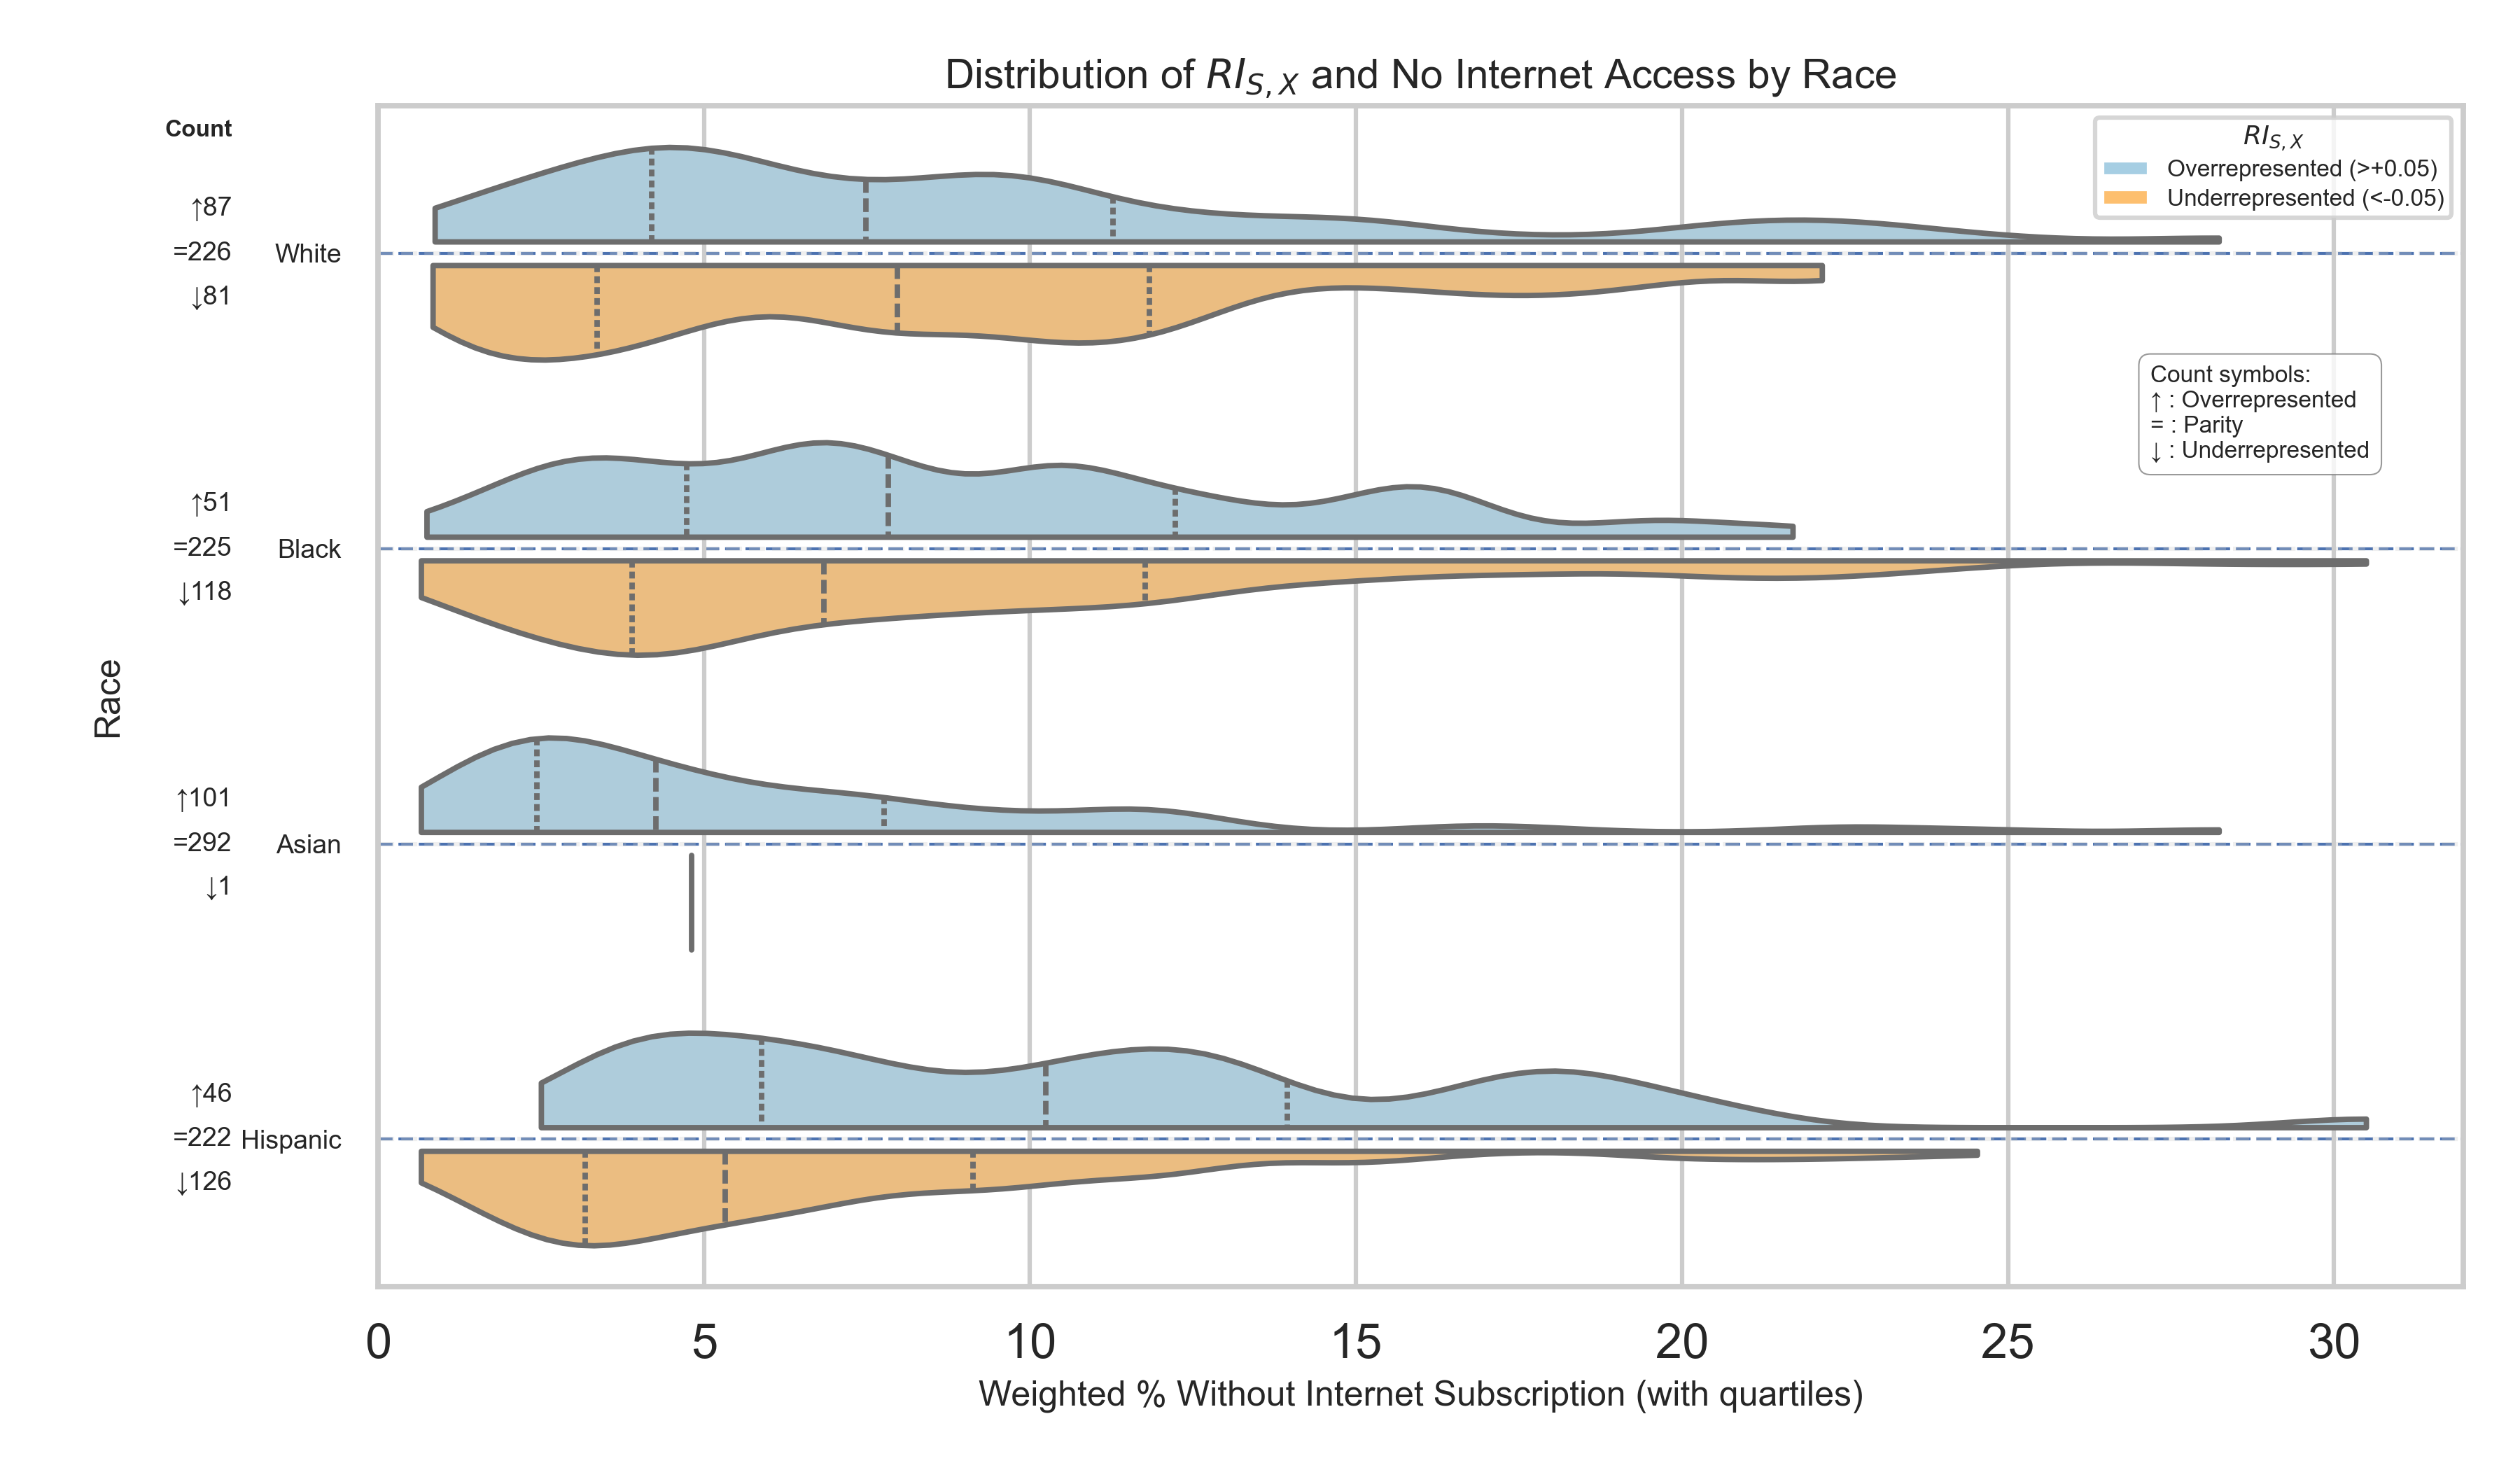 Distribution of RI_{S,X} and No Internet Access by Race
Count
RI_{S,X}
Overrepresented (>+0.05)
Underrepresented (<-0.05)
↑87
=226
White
↓81
Count symbols:
↑ : Overrepresented
= : Parity
↓ : Underrepresented
↑51
=225
Black
↓118
Race
↑101
=292
Asian
↓1
↑46
=222
Hispanic
↓126
0 5 10 15 20 25 30
Weighted % Without Internet Subscription (with quartiles)